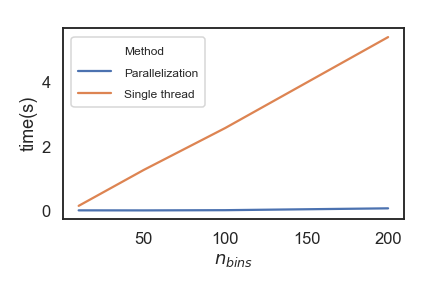 Method
Parallelization
Single thread
time(s)
4
2
0
50
100
150
200
n_bins